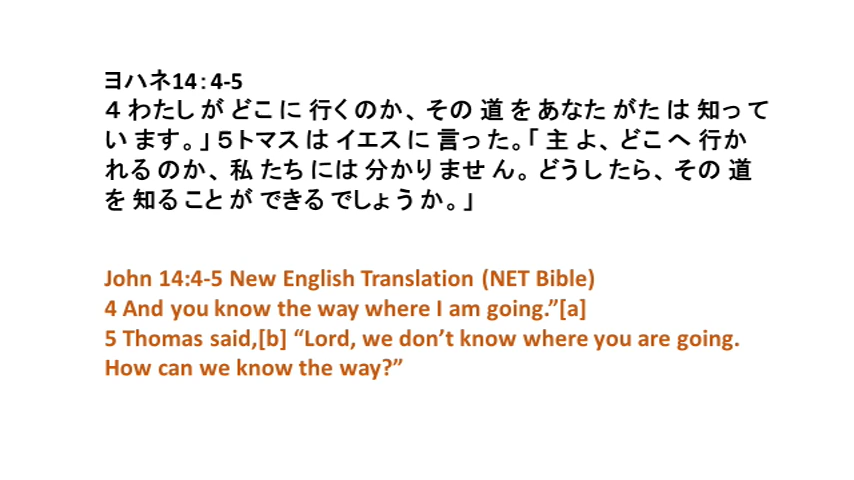 ヨハネ14：4-5
４ わたし が どこ に 行く のか、 その 道 を あなた がた は 知っ て
い ます。」 ５トマス は イエス に 言っ た。「 主 よ、 どこ へ 行か
れる のか、 私 たち には 分かり ませ ん。 どうし たら、 その 道
を 知る こと が できる でしょう か。」
John 14:4-5 New English Translation (NET Bible)
4 And you know the way where I am going.”[a]
5 Thomas said,[b] “Lord, we don’t know where you are going.
How can we know the way?”